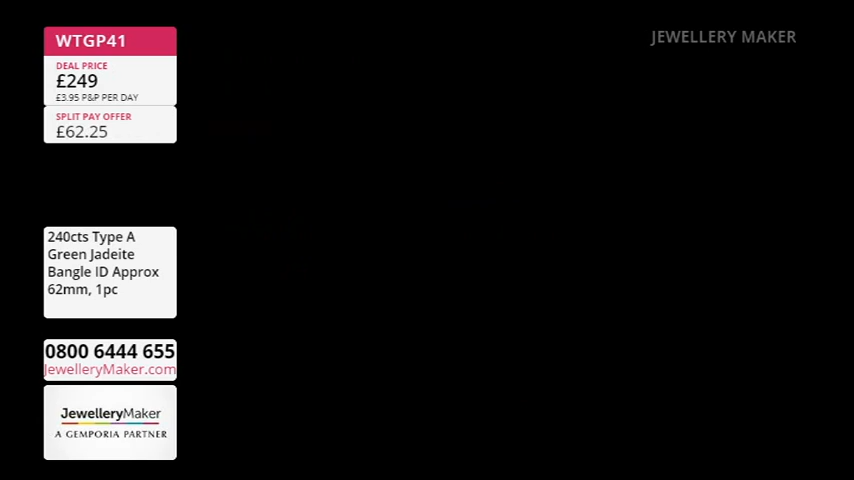 WTGP41
DEAL PRICE
£249
£3.95 P&P PER DAY
SPLIT PAY OFFER
£62.25
JEWELLERY MAKER
240cts Type A
Green Jadeite
Bangle ID Approx
62mm, 1pc
0800 6444 655
JewelleryMaker.com
JewelleryMaker
A GEMPORIA PARTNER